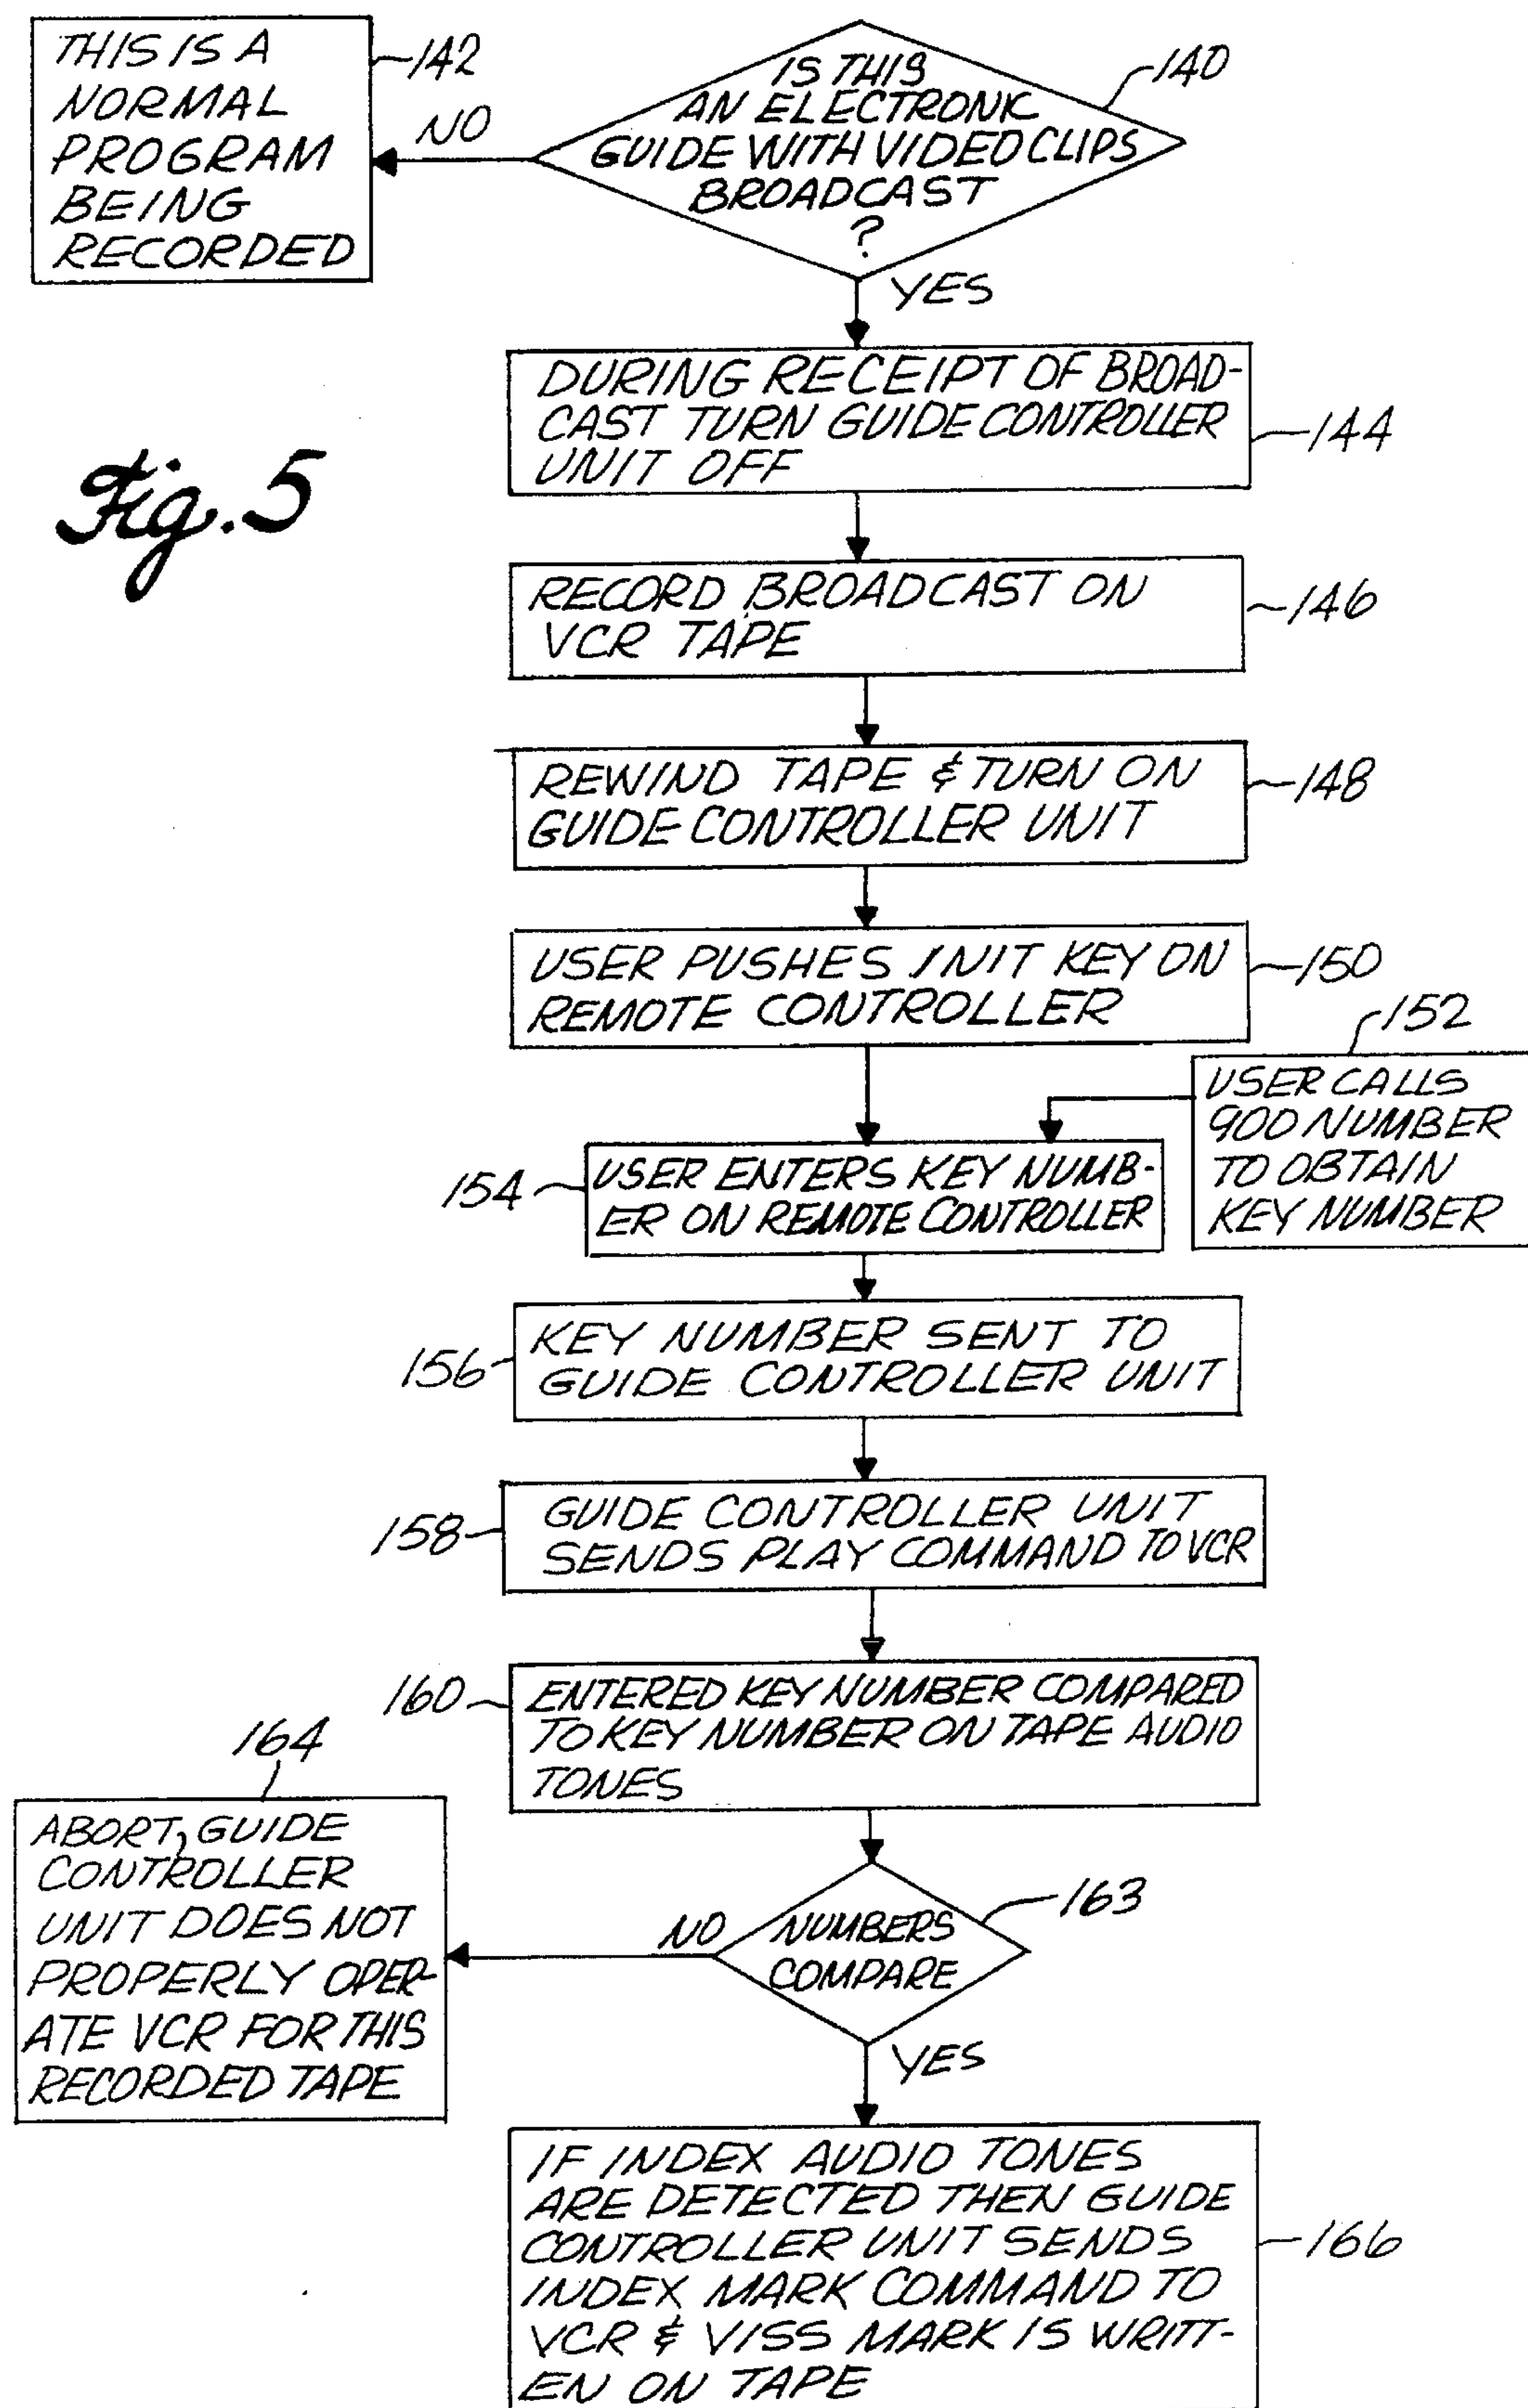 THIS IS A
NORMAL
PROGRAM
BEING
RECORDED
142
NO
IS THIS
AN ELECTRONIC
GUIDE WITH VIDEO CLIPS
BROADCAST
?
140
YES
DURING RECEIPT OF BROAD-
CAST TURN GUIDE CONTROLLER
UNIT OFF
144
Fig. 5
RECORD BROADCAST ON
VCR TAPE
146
REWIND TAPE & TURN ON
GUIDE CONTROLLER UNIT
148
USER PUSHES INIT KEY ON
REMOTE CONTROLLER
150
152
USER CALLS
900 NUMBER
TO OBTAIN
KEY NUMBER
154
USER ENTERS KEY NUMB-
ER ON REMOTE CONTROLLER
156
KEY NUMBER SENT TO
GUIDE CONTROLLER UNIT
158
GUIDE CONTROLLER UNIT
SENDS PLAY COMMAND TO VCR
160
ENTERED KEY NUMBER COMPARED
TO KEY NUMBER ON TAPE AUDIO
TONES
164
ABORT, GUIDE
CONTROLLER
UNIT DOES NOT
PROPERLY OPER-
ATE VCR FOR THIS
RECORDED TAPE
NO
NUMBERS
COMPARE
163
YES
IF INDEX AUDIO TONES
ARE DETECTED THEN GUIDE
CONTROLLER UNIT SENDS
INDEX MARK COMMAND TO
VCR & VISS MARK IS WRITT-
EN ON TAPE
166